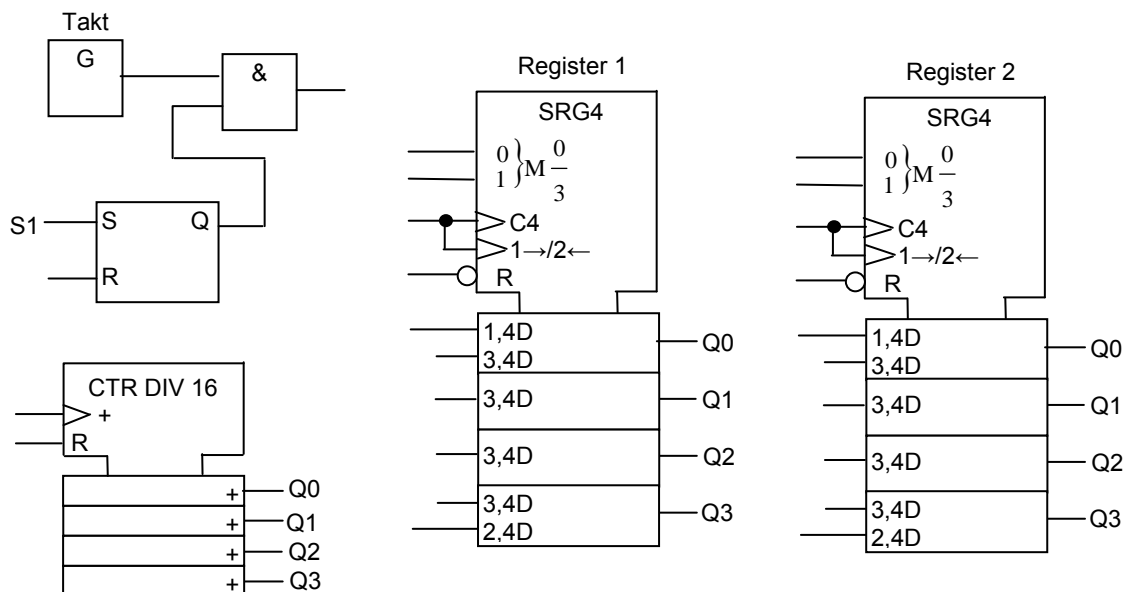 Takt
G
&
S1
S Q
R
CTR DIV 16
+
R
+ Q0
+ Q1
+ Q2
+ Q3
Register 1
SRG4
0
1 } M 0
3
C4
1→/2←
R
1,4D
3,4D
Q0
3,4D Q1
3,4D Q2
3,4D
2,4D
Q3
Register 2
SRG4
0
1 } M 0
3
C4
1→/2←
R
1,4D
3,4D
Q0
3,4D Q1
3,4D Q2
3,4D
2,4D
Q3